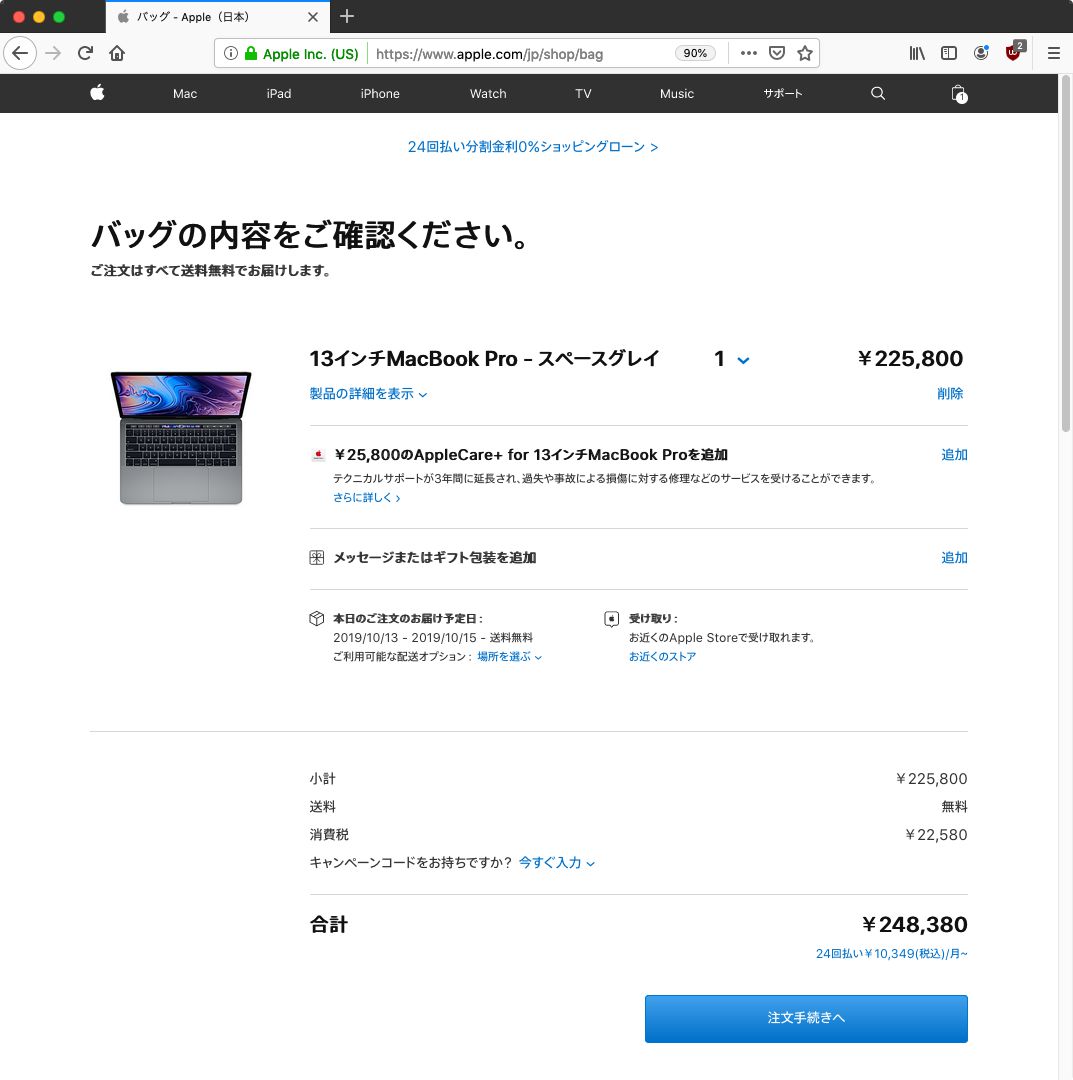 バッグ - Apple（日本）
Apple Inc. (US)
https://www.apple.com/jp/shop/bag
90%
2
Mac
iPad
iPhone
Watch
TV
Music
サポート
1
24回払い分割金利0%ショッピングローン >
バッグの内容をご確認ください。
ご注文はすべて送料無料でお届けします。
13インチMacBook Pro – スペースグレイ 1 ￥225,800
製品の詳細を表示 削除
￥25,800のAppleCare+ for 13インチMacBook Proを追加 追加
テクニカルサポートが3年間に延長され、過失や事故による損傷に対する修理などのサービスを受けることができます。
さらに詳しく ›
メッセージまたはギフト包装を追加 追加
本日のご注文のお届け予定日：
2019/10/13 - 2019/10/15 - 送料無料
ご利用可能な配送オプション： 場所を選ぶ
受け取り：
お近くのApple Storeで受け取れます。
お近くのストア
小計 ￥225,800
送料 無料
消費税 ￥22,580
キャンペーンコードをお持ちですか？ 今すぐ入力
合計 ￥248,380
24回払い￥10,349(税込)/月~
注文手続きへ